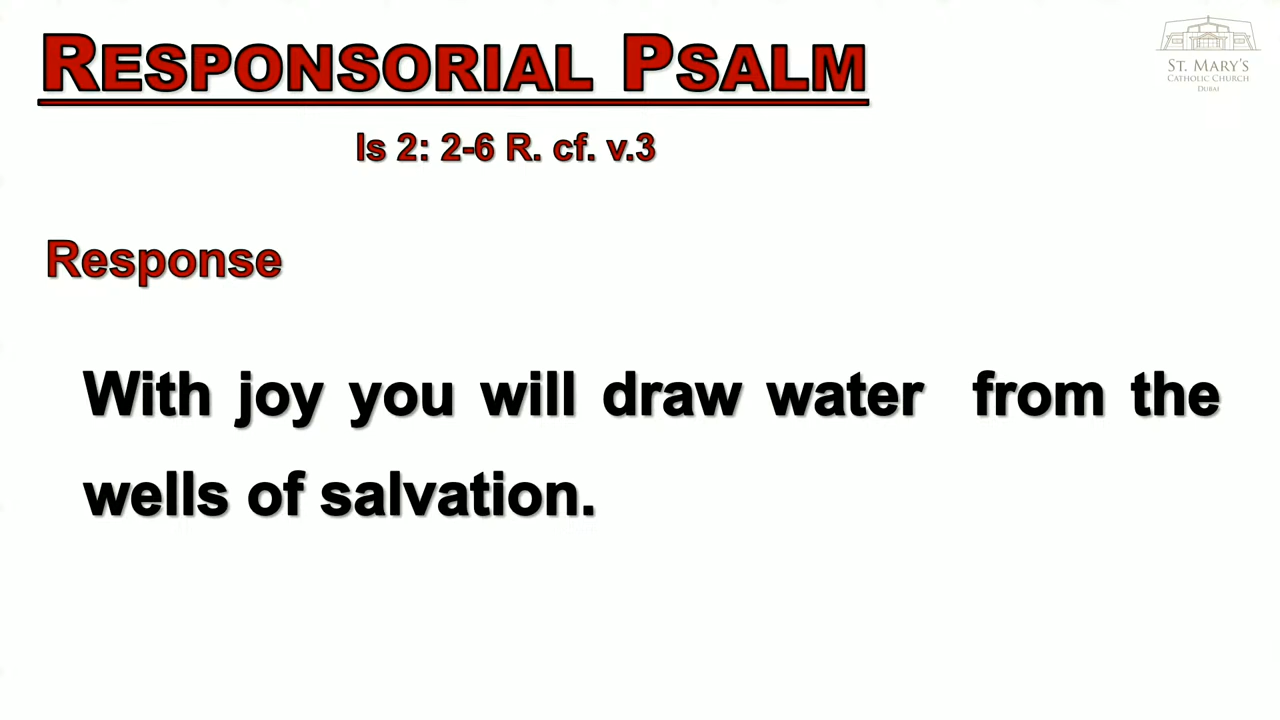 RESPONSORIAL PSALM
Is 2: 2-6 R. cf. v.3
Response
With joy you will draw water from the
wells of salvation.
ST. MARY'S
CATHOLIC CHURCH
DUBAI